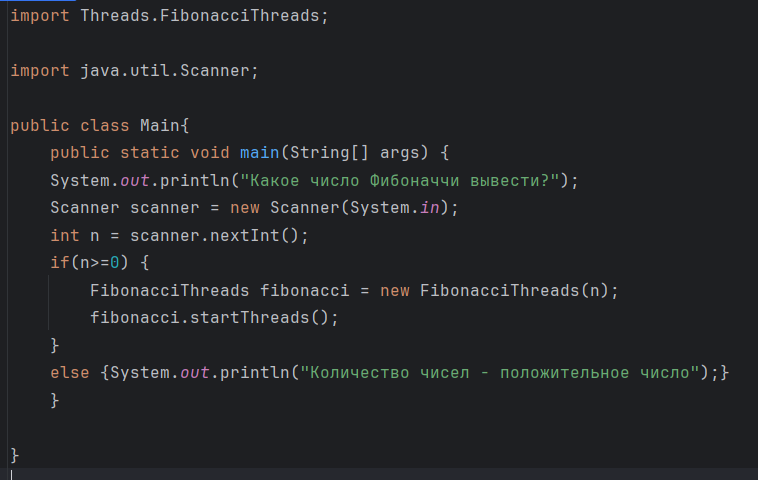 import Threads.FibonacciThreads;
import java.util.Scanner;
public class Main{
public static void main(String[] args) {
System.out.println("Какое число Фибоначчи вывести?");
Scanner scanner = new Scanner(System.in);
int n = scanner.nextInt();
if(n>=0) {
FibonacciThreads fibonacci = new FibonacciThreads(n);
fibonacci.startThreads();
}
else {System.out.println("Количество чисел - положительное число");}
}
}